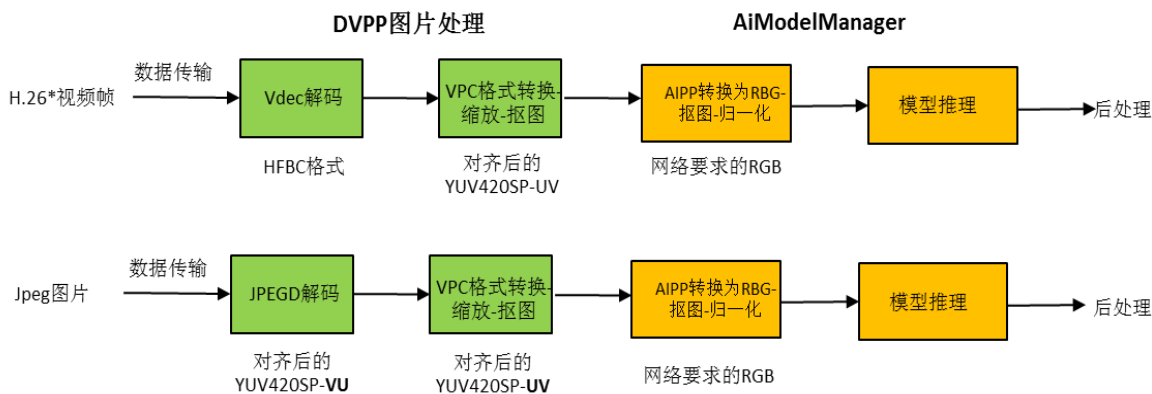 DVPP图片处理
AiModelManager
数据传输
H.26*视频帧
Vdec解码
VPC格式转换-
缩放-抠图
AIPP转换为RBG-
抠图-归一化
模型推理
后处理
HFBC格式
对齐后的
YUV420SP-UV
网络要求的RGB
数据传输
Jpeg图片
JPEGD解码
VPC格式转换-
缩放-抠图
AIPP转换为RBG-
抠图-归一化
模型推理
后处理
对齐后的
YUV420SP-VU
对齐后的
YUV420SP-UV
网络要求的RGB